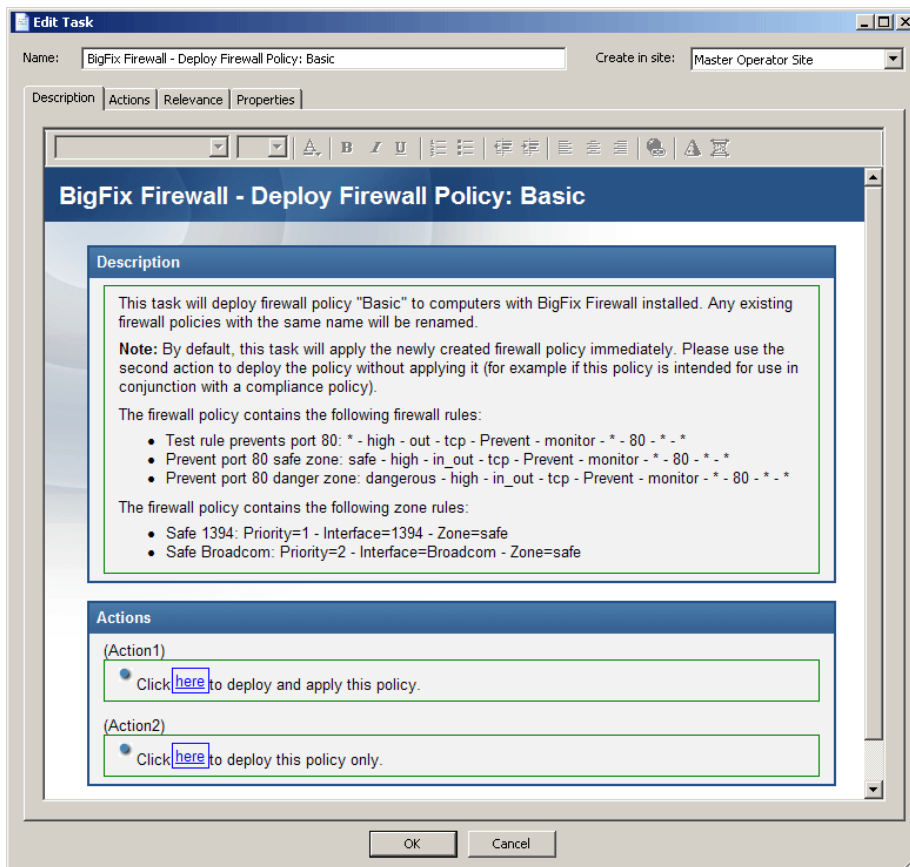 Edit Task
Name: BigFix Firewall - Deploy Firewall Policy: Basic Create in site: Master Operator Site
Description Actions Relevance Properties
A B I U
BigFix Firewall - Deploy Firewall Policy: Basic
Description
This task will deploy firewall policy "Basic" to computers with BigFix Firewall installed. Any existing
firewall policies with the same name will be renamed.
Note: By default, this task will apply the newly created firewall policy immediately. Please use the
second action to deploy the policy without applying it (for example if this policy is intended for use in
conjunction with a compliance policy).
The firewall policy contains the following firewall rules:
• Test rule prevents port 80: * - high - out - tcp - Prevent - monitor - * - 80 - * - *
• Prevent port 80 safe zone: safe - high - in_out - tcp - Prevent - monitor - * - 80 - * - *
• Prevent port 80 danger zone: dangerous - high - in_out - tcp - Prevent - monitor - * - 80 - * - *
The firewall policy contains the following zone rules:
• Safe 1394: Priority=1 - Interface=1394 - Zone=safe
• Safe Broadcom: Priority=2 - Interface=Broadcom - Zone=safe
Actions
(Action1)
Click here to deploy and apply this policy.
(Action2)
Click here to deploy this policy only.
OK Cancel